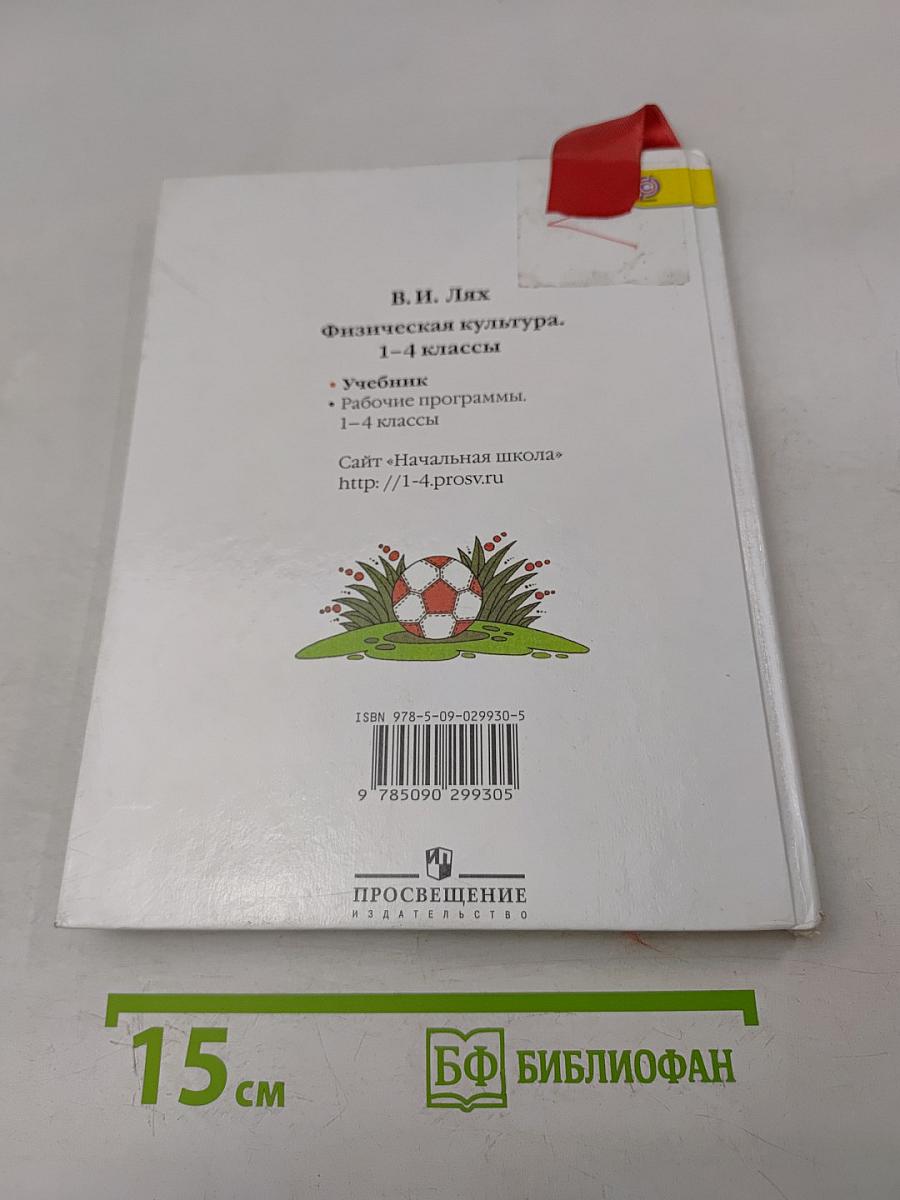 В. И. Лях
Физическая культура.
1–4 классы
• Учебник
• Рабочие программы.
1–4 классы
Сайт «Начальная школа»
http: //1-4.prosv.ru
ISBN 978-5-09-029930-5
9 785090 299305
ИП
ПРОСВЕЩЕНИЕ
ИЗДАТЕЛЬСТВО
15 см
БФ БИБЛИОФАН